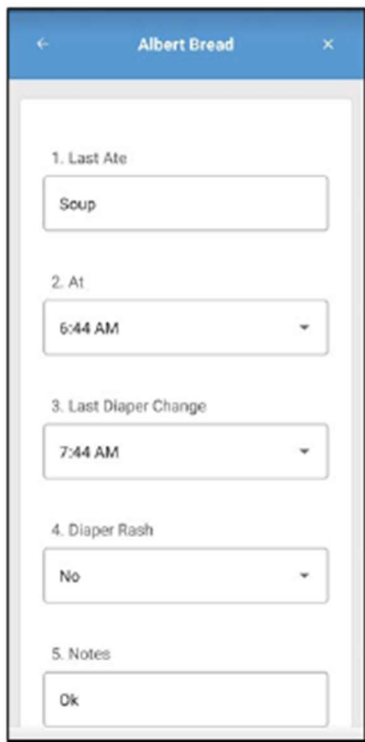 Albert Bread
1. Last Ate
Soup
2. At
6:44 AM
3. Last Diaper Change
7:44 AM
4. Diaper Rash
No
5. Notes
Ok